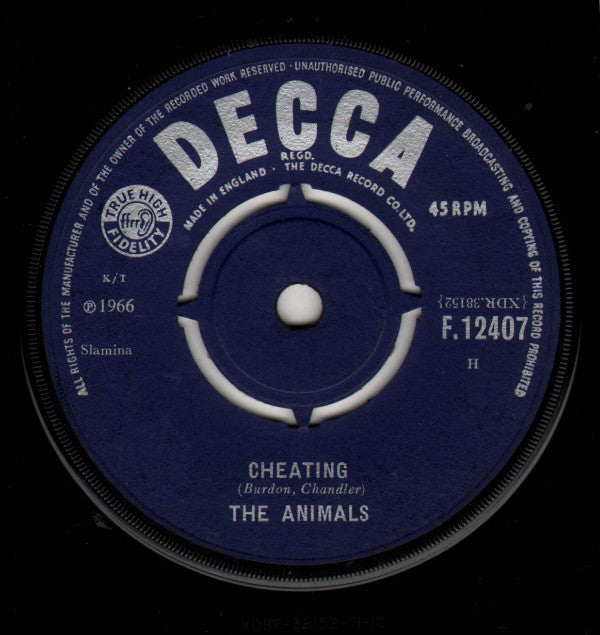 ALL RIGHTS OF THE MANUFACTURER AND OF THE OWNER OF THE RECORDED WORK RESERVED · UNAUTHORISED PUBLIC PERFORMANCE BROADCASTING AND COPYING OF THIS RECORD PROHIBITED
DECCA
REGD.
MADE IN ENGLAND · THE DECCA RECORD CO. LTD.
TRUE HIGH
ffrr
FIDELITY
45 RPM
K/T
℗ 1966
{XDR.38152}
F.12407
Slamina
H
CHEATING
(Burdon, Chandler)
THE ANIMALS